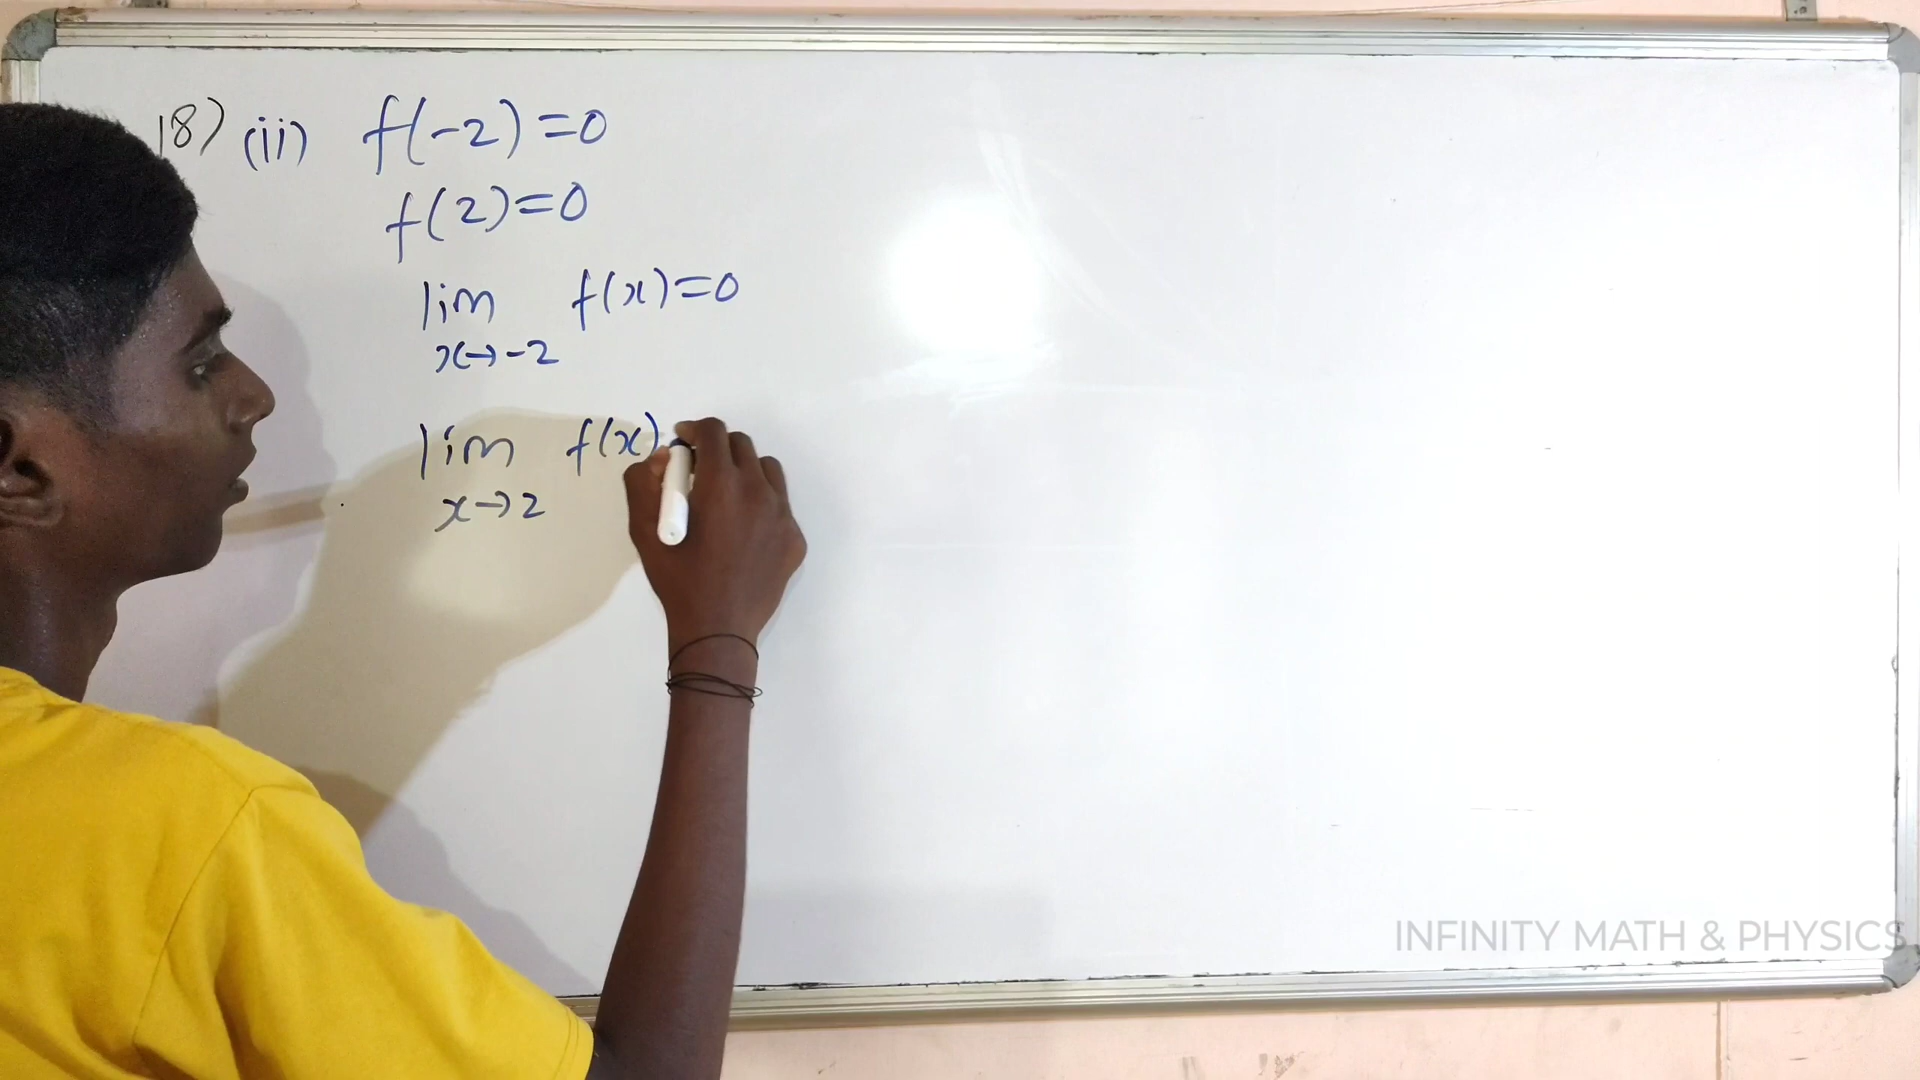 18) (ii) f(-2)=0
f(2)=0
lim f(x)=0
x→-2
lim f(x)
x→2
INFINITY MATH & PHYSICS